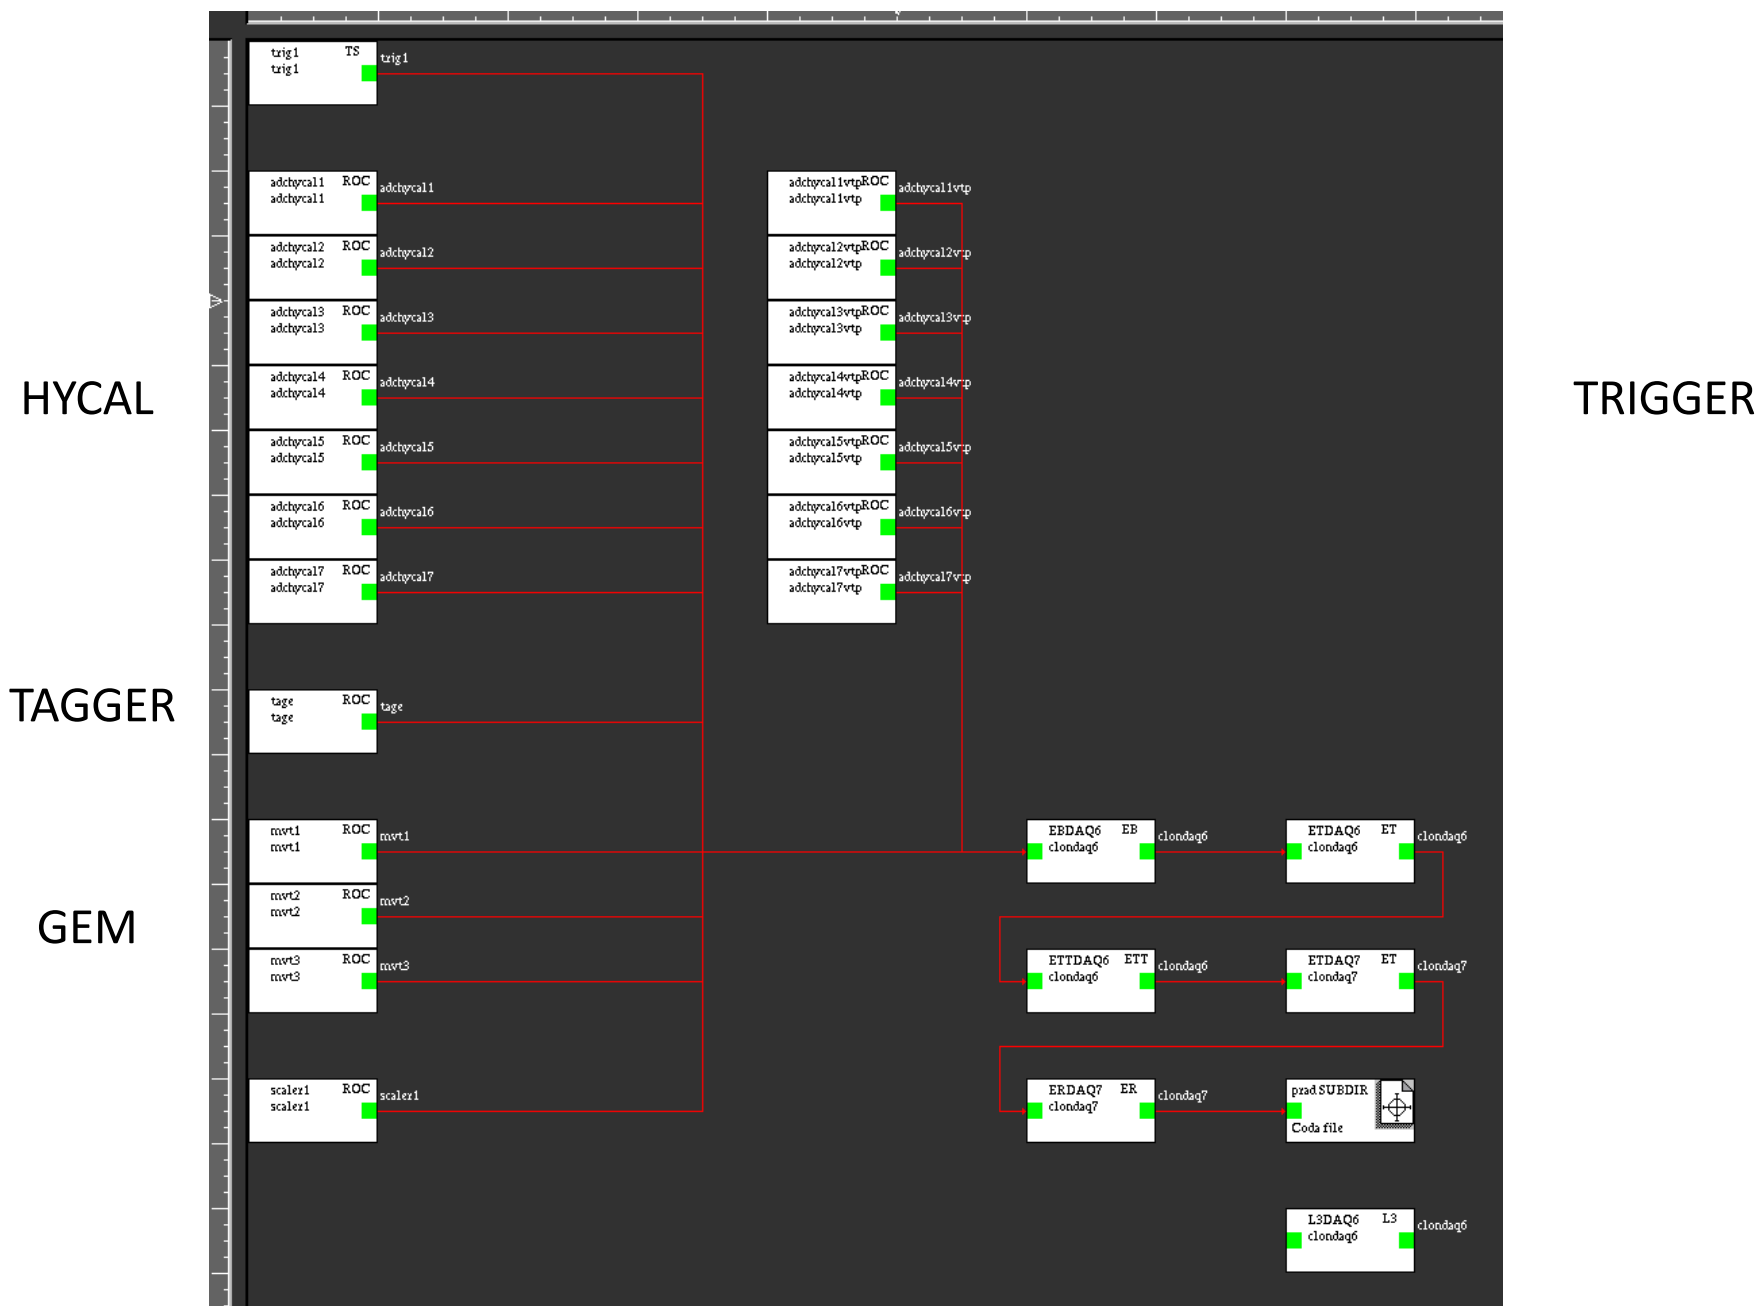 trig1 TS
trig1
trig1
adchycal1 ROC
adchycal1
adchycal1
adchycal2 ROC
adchycal2
adchycal2
adchycal3 ROC
adchycal3
adchycal3
adchycal4 ROC
adchycal4
adchycal4
adchycal5 ROC
adchycal5
adchycal5
adchycal6 ROC
adchycal6
adchycal6
adchycal7 ROC
adchycal7
adchycal7
HYCAL
adchycal1vtpROC
adchycal1vtp
adchycal1vtp
adchycal2vtpROC
adchycal2vtp
adchycal2vtp
adchycal3vtpROC
adchycal3vtp
adchycal3vtp
adchycal4vtpROC
adchycal4vtp
adchycal4vtp
adchycal5vtpROC
adchycal5vtp
adchycal5vtp
adchycal6vtpROC
adchycal6vtp
adchycal6vtp
adchycal7vtpROC
adchycal7vtp
adchycal7vtp
TRIGGER
TAGGER
tage ROC
tage
tage
GEM
mvt1 ROC
mvt1
mvt1
mvt2 ROC
mvt2
mvt2
mvt3 ROC
mvt3
mvt3
scaler1 ROC
scaler1
scaler1
EBDAQ6 EB
clondaq6
clondaq6
ETDAQ6 ET
clondaq6
clondaq6
ETTDAQ6 ETT
clondaq6
clondaq6
ETDAQ7 ET
clondaq7
clondaq7
ERDAQ7 ER
clondaq7
clondaq7
prad SUBDIR
Coda file
L3DAQ6 L3
clondaq6
clondaq6